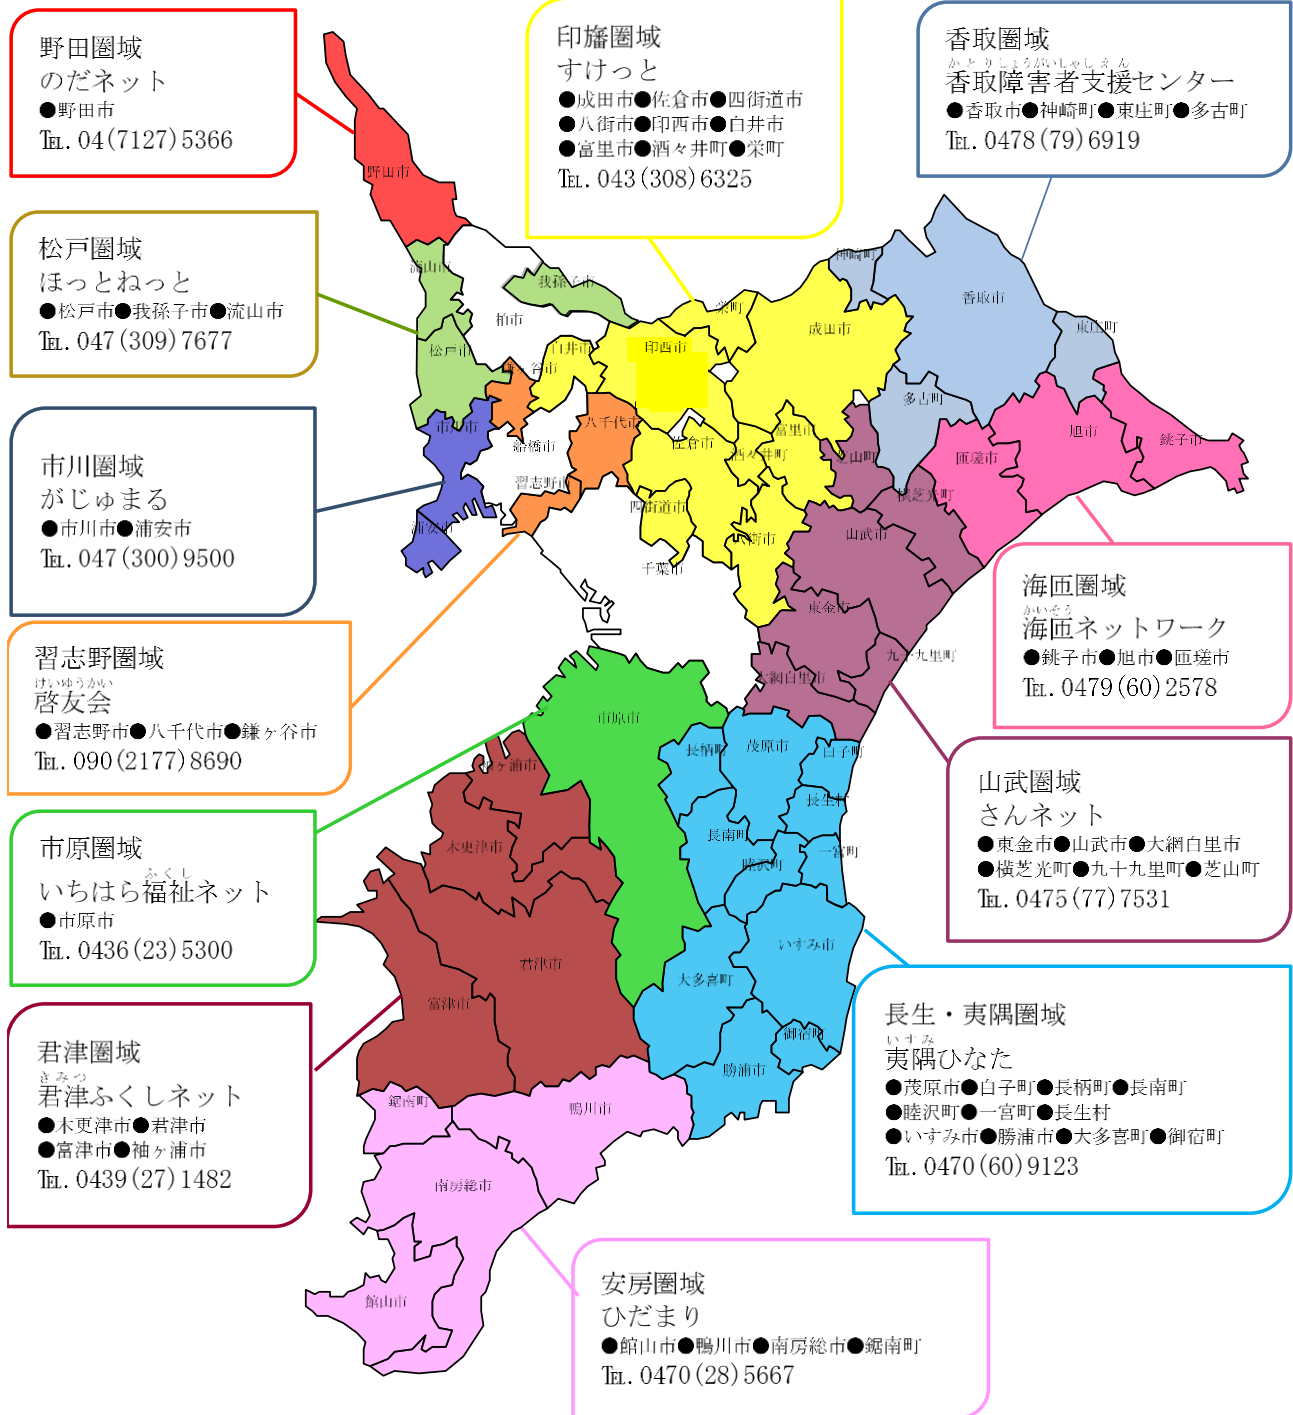 野田圏域
のだネット
●野田市
℡. 04(7127)5366
印旛圏域
すけっと
●成田市●佐倉市●四街道市
●八街市●印西市●白井市
●富里市●酒々井町●栄町
℡. 043(308)6325
香取圏域
かとりしょうがいしゃしえん
香取障害者支援センター
●香取市●神崎町●東庄町●多古町
℡. 0478(79)6919
松戸圏域
ほっとねっと
●松戸市●我孫子市●流山市
℡. 047(309)7677
市川圏域
がじゅまる
●市川市●浦安市
℡. 047(300)9500
習志野圏域
けいゆうかい
啓友会
●習志野市●八千代市●鎌ヶ谷市
℡. 090(2177)8690
市原圏域
ふくし
いちはら福祉ネット
●市原市
℡. 0436(23)5300
君津圏域
きみつ
君津ふくしネット
●木更津市●君津市
●富津市●袖ヶ浦市
℡. 0439(27)1482
海匝圏域
かいそう
海匝ネットワーク
●銚子市●旭市●匝瑳市
℡. 0479(60)2578
山武圏域
さんネット
●東金市●山武市●大網白里市
●横芝光町●九十九里町●芝山町
℡. 0475(77)7531
長生・夷隅圏域
いすみ
夷隅ひなた
●茂原市●白子町●長柄町●長南町
●睦沢町●一宮町●長生村
●いすみ市●勝浦市●大多喜町●御宿町
℡. 0470(60)9123
安房圏域
ひだまり
●館山市●鴨川市●南房総市●鋸南町
℡. 0470(28)5667
野田市
流山市
我孫子市
柏市
松戸市
鎌ヶ谷市
白井市
印西市
栄町
成田市
神崎町
香取市
東庄町
多古町
市川市
船橋市
八千代市
佐倉市
酒々井町
富里市
芝山町
匝瑳市
旭市
銚子市
習志野市
浦安市
四街道市
千葉市
八街市
山武市
横芝光町
東金市
九十九里町
大網白里市
市原市
長柄町
茂原市
白子町
袖ヶ浦市
長生村
木更津市
長南町
睦沢町
一宮町
君津市
富津市
いすみ市
大多喜町
御宿町
勝浦市
鋸南町
鴨川市
南房総市
館山市